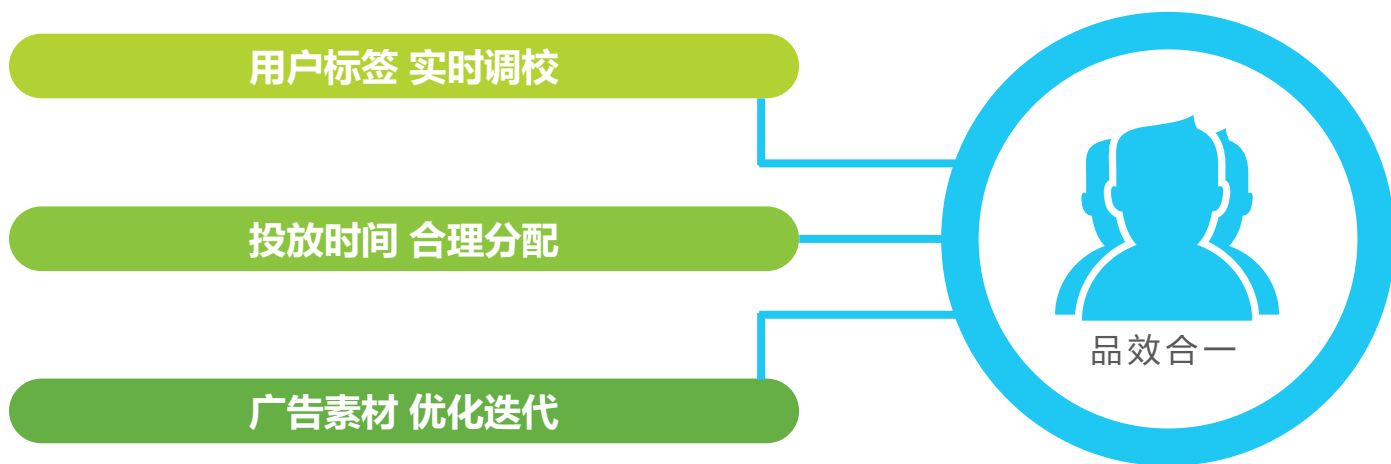 用户标签 实时调校
投放时间 合理分配
广告素材 优化迭代
品效合一